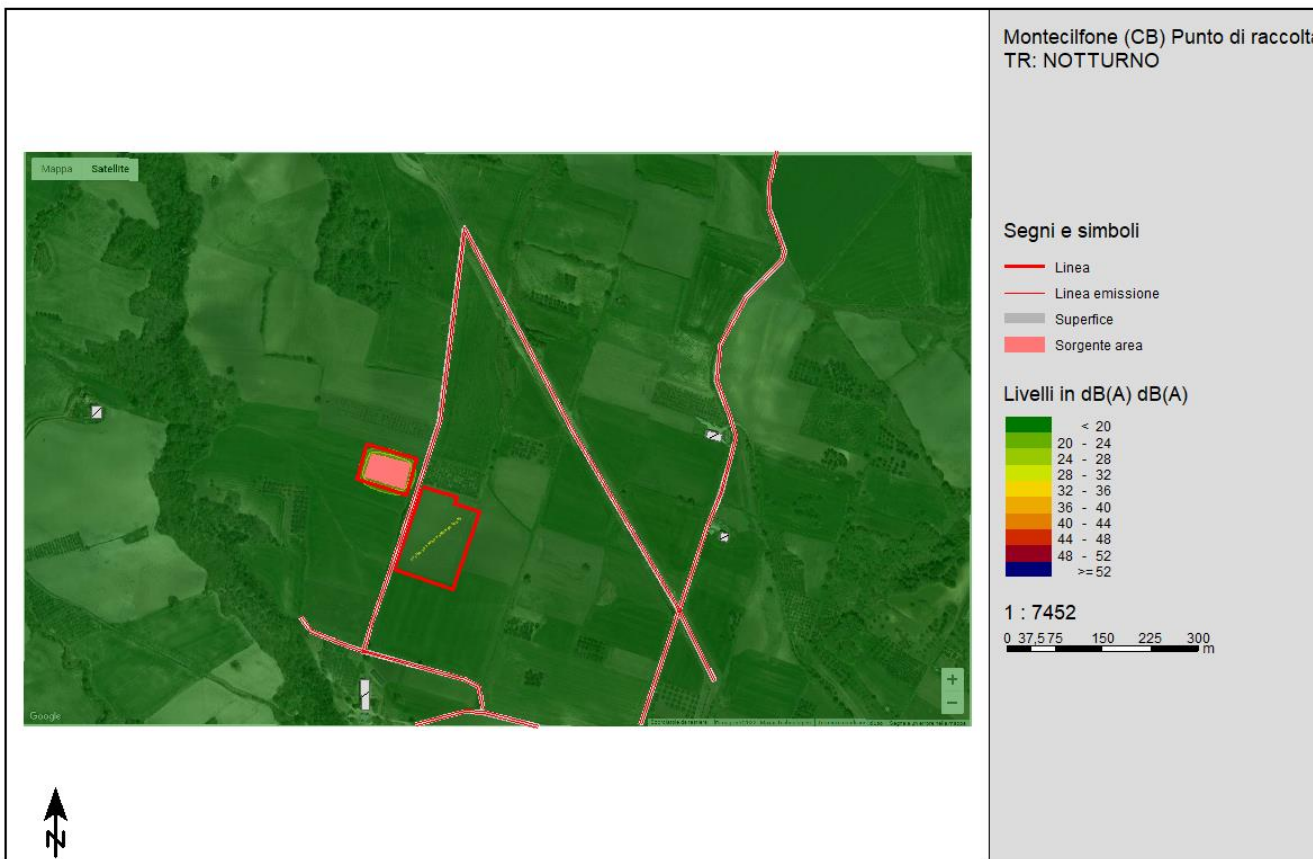 Montecilfone (CB) Punto di raccolta
TR: NOTTURNO
Mappa Satellite
Segni e simboli
Linea
Linea emissione
Superfice
Sorgente area
Livelli in dB(A) dB(A)
< 20
20 - 24
24 - 28
28 - 32
32 - 36
36 - 40
40 - 44
44 - 48
48 - 52
>= 52
1 : 7452
0 37,5 75 150 225 300
m
+
−
Google
N